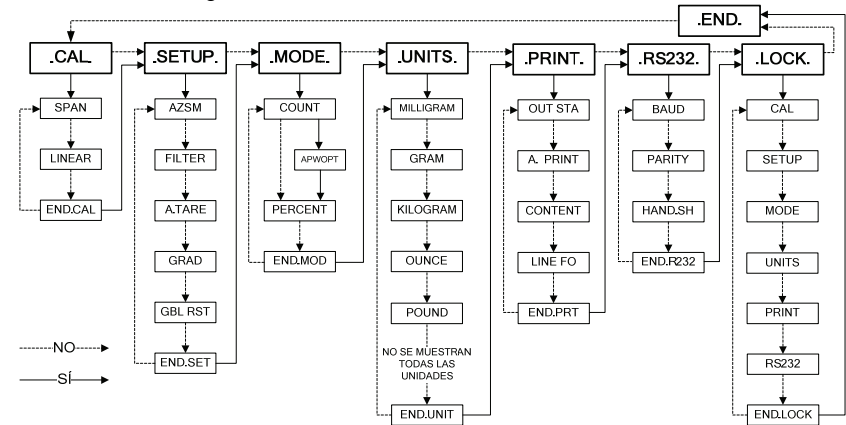 .END.
.CAL.
.SETUP.
.MODE.
.UNITS.
.PRINT.
.RS232.
.LOCK.
SPAN
LINEAR
END.CAL
AZSM
FILTER
A.TARE
GRAD
GBL RST
END.SET
COUNT
APWOPT
PERCENT
END.MOD
MILLIGRAM
GRAM
KILOGRAM
OUNCE
POUND
NO SE MUESTRAN
TODAS LAS
UNIDADES
END.UNIT
OUT STA
A. PRINT
CONTENT
LINE FO
END.PRT
BAUD
PARITY
HAND.SH
END.R232
CAL
SETUP
MODE
UNITS
PRINT
RS232
END.LOCK
NO
SÍ